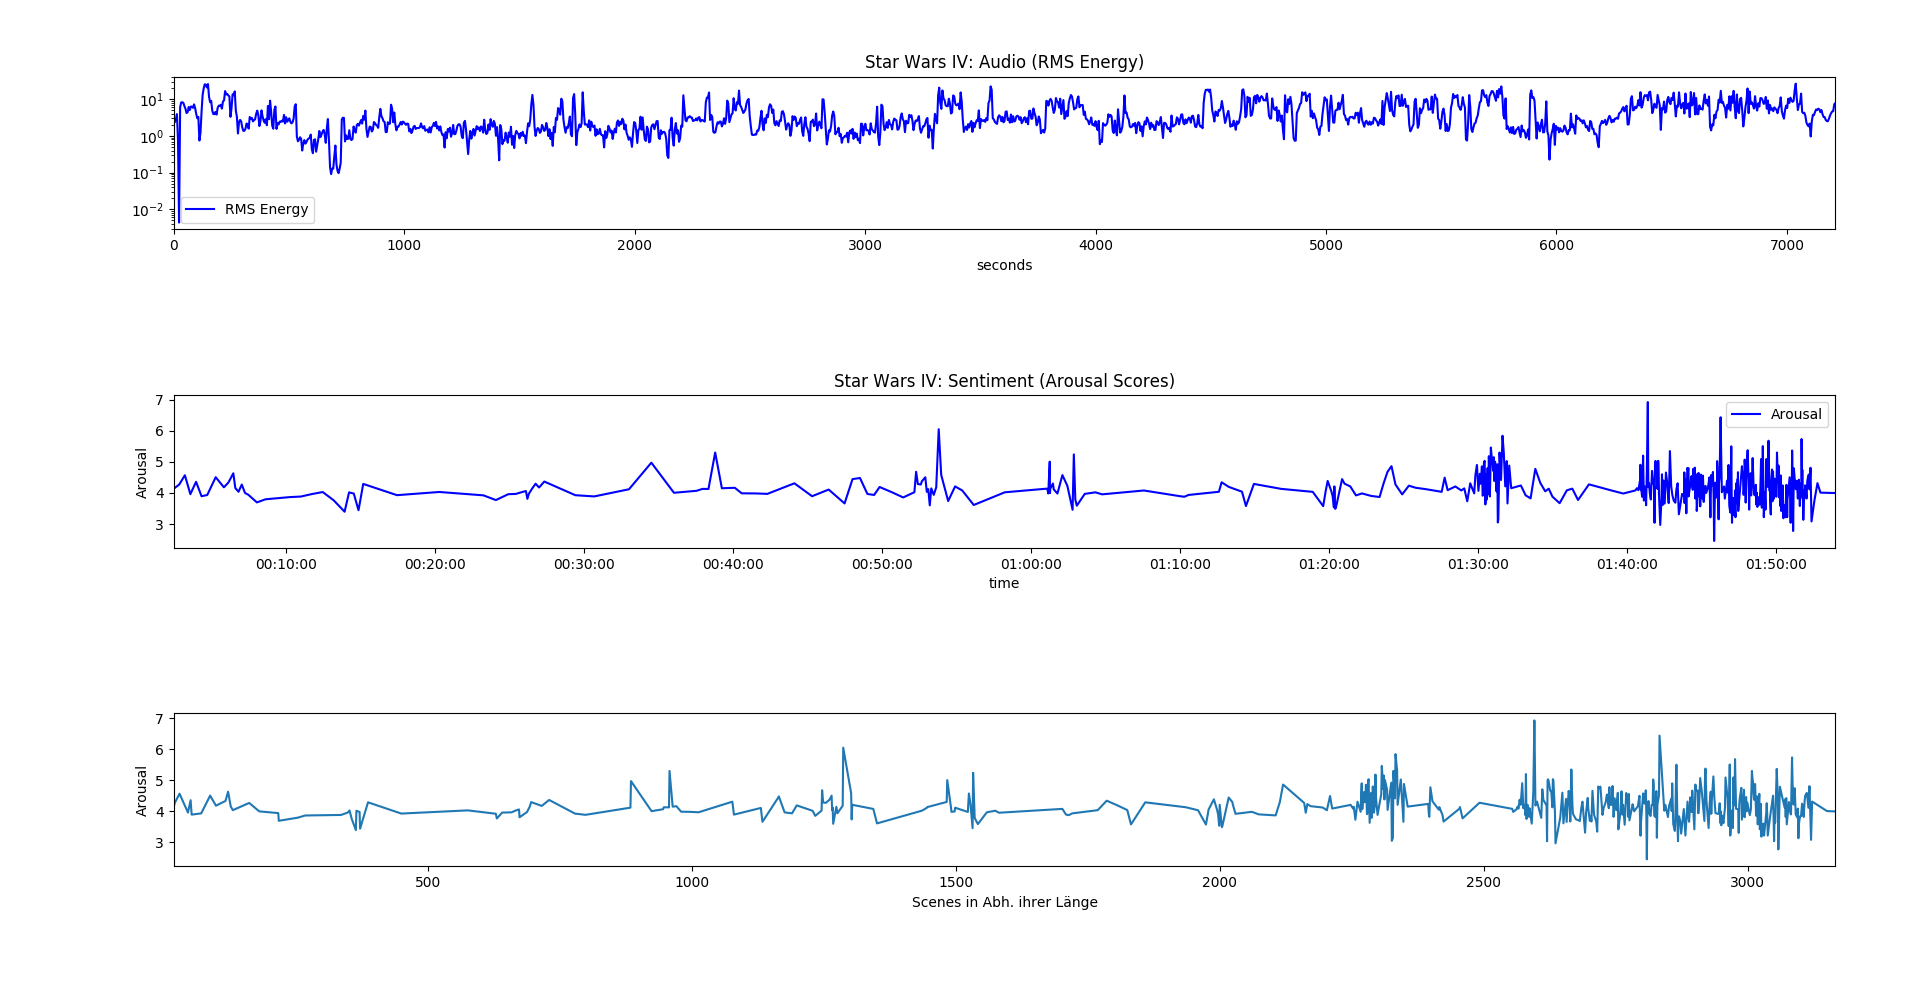 Star Wars IV: Audio (RMS Energy)
10¹
10⁰
10⁻¹
10⁻²
RMS Energy
0 1000 2000 3000 4000 5000 6000 7000
seconds
Star Wars IV: Sentiment (Arousal Scores)
7
6
5
4
3
Arousal
Arousal
00:10:00 00:20:00 00:30:00 00:40:00 00:50:00 01:00:00 01:10:00 01:20:00 01:30:00 01:40:00 01:50:00
time
7
6
5
4
3
Arousal
500 1000 1500 2000 2500 3000
Scenes in Abh. ihrer Länge